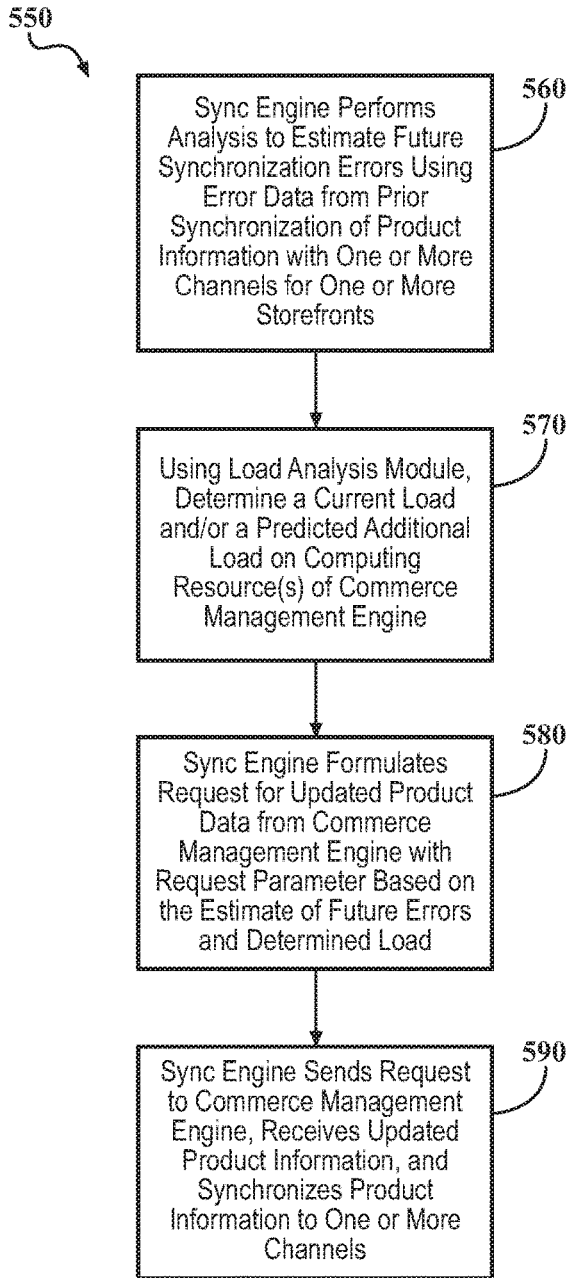 550
560
Sync Engine Performs
Analysis to Estimate Future
Synchronization Errors Using
Error Data from Prior
Synchronization of Product
Information with One or More
Channels for One or More
Storefronts
570
Using Load Analysis Module,
Determine a Current Load
and/or a Predicted Additional
Load on Computing
Resource(s) of Commerce
Management Engine
580
Sync Engine Formulates
Request for Updated Product
Data from Commerce
Management Engine with
Request Parameter Based on
the Estimate of Future Errors
and Determined Load
590
Sync Engine Sends Request
to Commerce Management
Engine, Receives Updated
Product Information, and
Synchronizes Product
Information to One or More
Channels